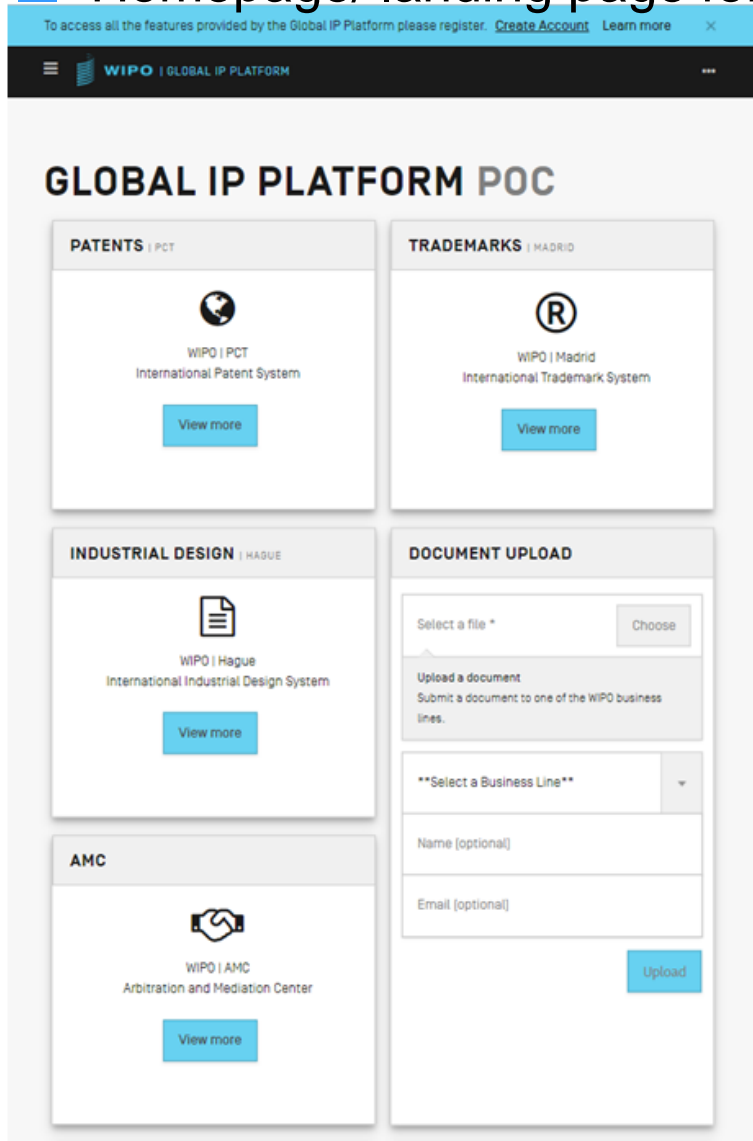 Homepage/ landing page for
To access all the features provided by the Global IP Platform please register. Create Account Learn more ×
WIPO | GLOBAL IP PLATFORM
GLOBAL IP PLATFORM POC
PATENTS | PCT
WIPO | PCT
International Patent System
View more
TRADEMARKS | MADRID
®
WIPO | Madrid
International Trademark System
View more
INDUSTRIAL DESIGN | HAGUE
WIPO | Hague
International Industrial Design System
View more
DOCUMENT UPLOAD
Select a file * Choose
Upload a document
Submit a document to one of the WIPO business
lines.
**Select a Business Line**
Name [optional]
Email [optional]
Upload
AMC
WIPO | AMC
Arbitration and Mediation Center
View more